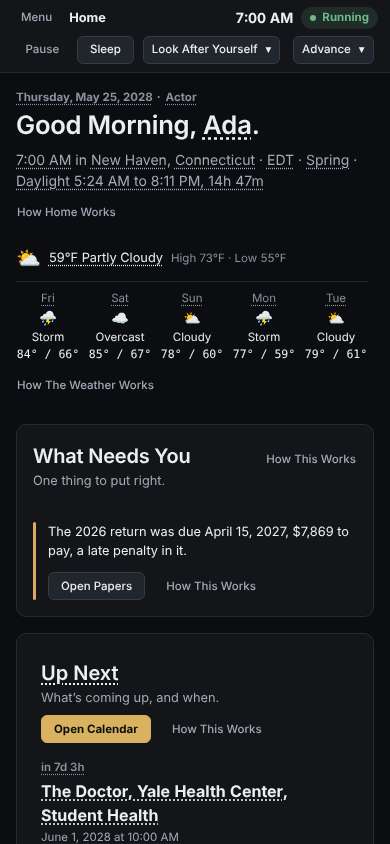 Menu Home 7:00 AM Running
Pause Sleep Look After Yourself ▾ Advance ▾
Thursday, May 25, 2028 · Actor
Good Morning, Ada.
7:00 AM in New Haven, Connecticut · EDT · Spring ·
Daylight 5:24 AM to 8:11 PM, 14h 47m
How Home Works
59°F Partly Cloudy High 73°F · Low 55°F
Fri Sat Sun Mon Tue
Storm Overcast Cloudy Storm Cloudy
84° / 66° 85° / 67° 78° / 60° 77° / 59° 79° / 61°
How The Weather Works
What Needs You How This Works
One thing to put right.
The 2026 return was due April 15, 2027, $7,869 to
pay, a late penalty in it.
Open Papers How This Works
Up Next
What's coming up, and when.
Open Calendar How This Works
in 7d 3h
The Doctor, Yale Health Center,
Student Health
June 1, 2028 at 10:00 AM